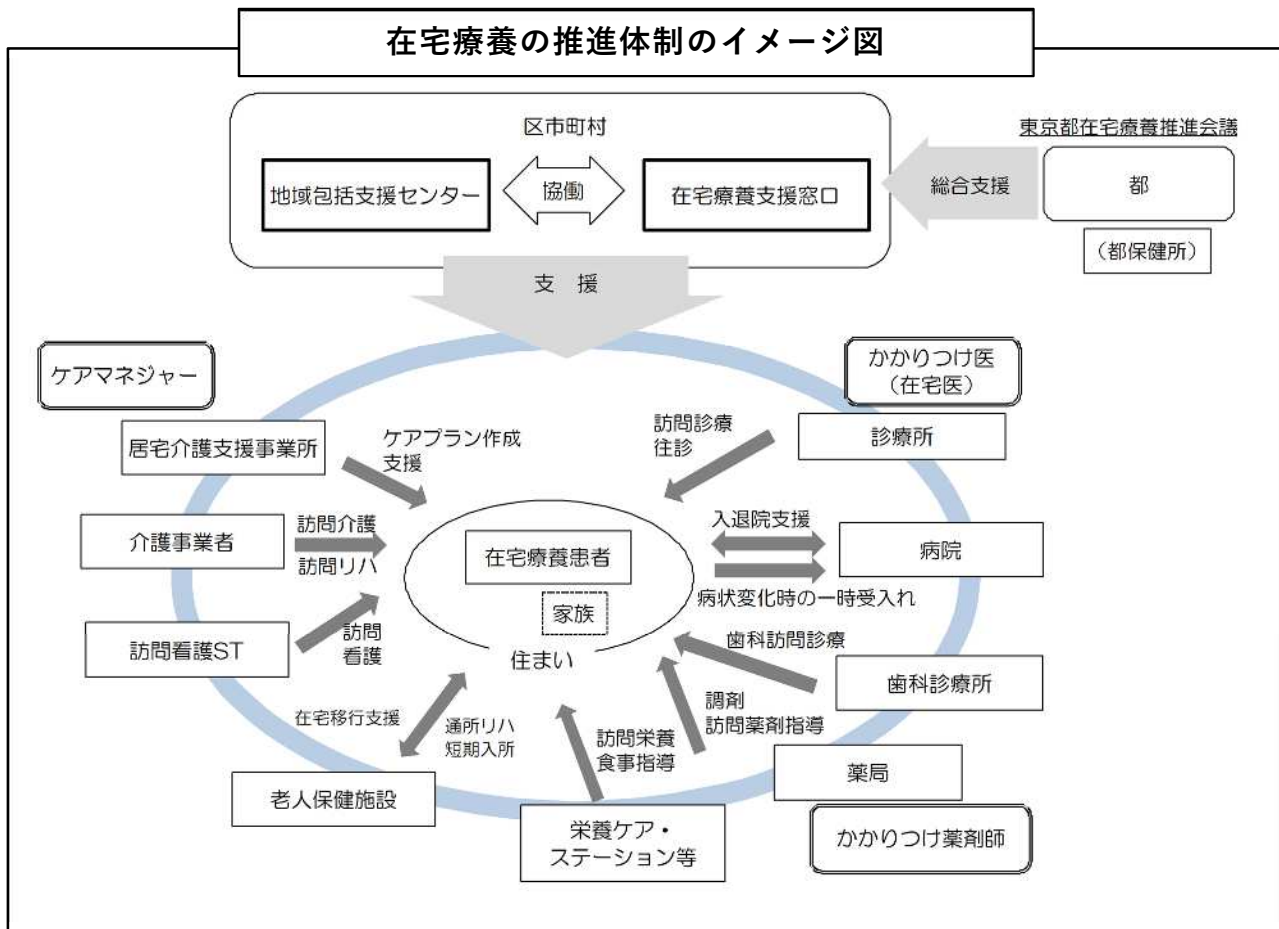 在宅療養の推進体制のイメージ図
区市町村
地域包括支援センター
協働
在宅療養支援窓口
東京都在宅療養推進会議
総合支援
都
（都保健所）
支　援
ケアマネジャー
かかりつけ医
（在宅医）
居宅介護支援事業所
ケアプラン作成
支援
訪問診療
往診
診療所
介護事業者
訪問介護
訪問リハ
在宅療養患者
家族
住まい
入退院支援
病状変化時の一時受入れ
病院
訪問看護ST
訪問
看護
歯科訪問診療
歯科診療所
在宅移行支援
通所リハ
短期入所
老人保健施設
訪問栄養
食事指導
栄養ケア・
ステーション等
調剤
訪問薬剤指導
薬局
かかりつけ薬剤師